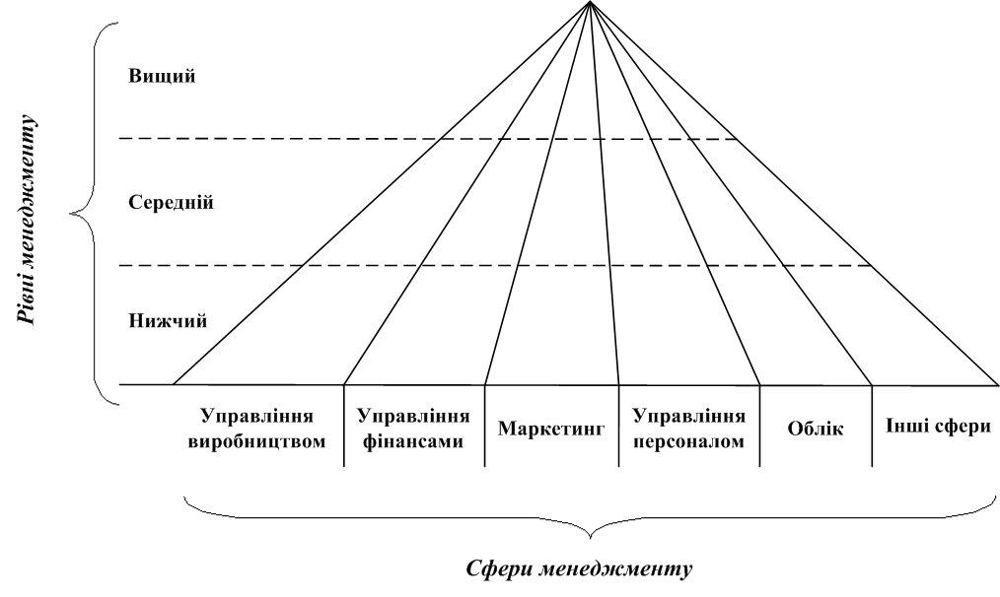 Рівні менеджменту
Вищий
Середній
Нижчий
Управління
виробництвом
Управління
фінансами
Маркетинг
Управління
персоналом
Облік
Інші сфери
Сфери менеджменту